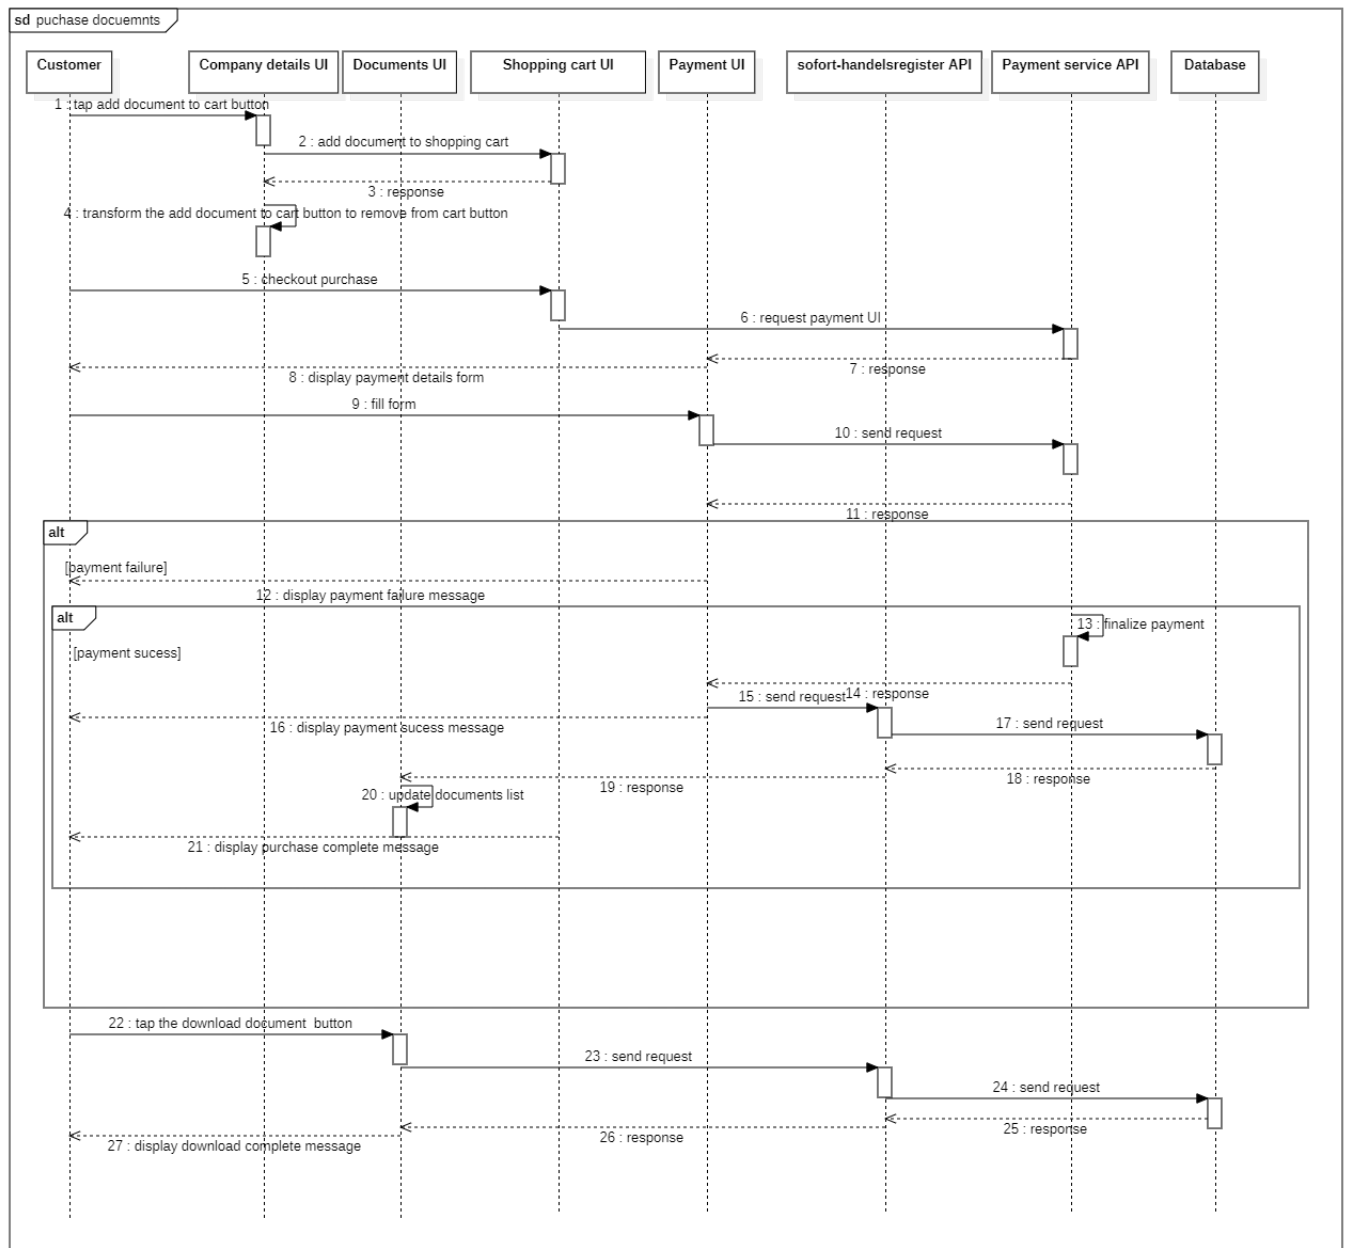 sd puchase docuemnts
Customer
Company details UI
Documents UI
Shopping cart UI
Payment UI
sofort-handelsregister API
Payment service API
Database
1 : tap add document to cart button
2 : add document to shopping cart
3 : response
4 : transform the add document to cart button to remove from cart button
5 : checkout purchase
6 : request payment UI
7 : response
8 : display payment details form
9 : fill form
10 : send request
11 : response
alt
[payment failure]
12 : display payment failure message
alt
13 : finalize payment
[payment sucess]
14 : response
15 : send request
16 : display payment sucess message
17 : send request
18 : response
19 : response
20 : update documents list
21 : display purchase complete message
22 : tap the download document  button
23 : send request
24 : send request
25 : response
26 : response
27 : display download complete message